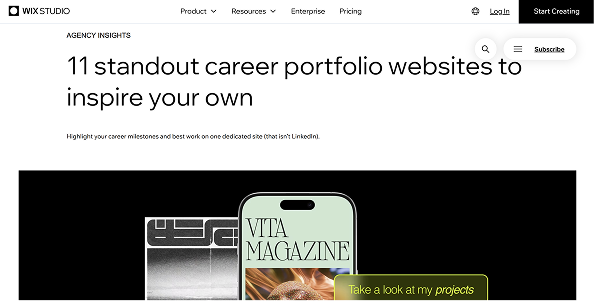 WIX STUDIO
Product
Resources
Enterprise
Pricing
Log In
Start Creating
AGENCY INSIGHTS
Subscribe
11 standout career portfolio websites to
inspire your own
Highlight your career milestones and best work on one dedicated site (that isn't LinkedIn).
VITA
MAGAZINE
Take a look at my projects